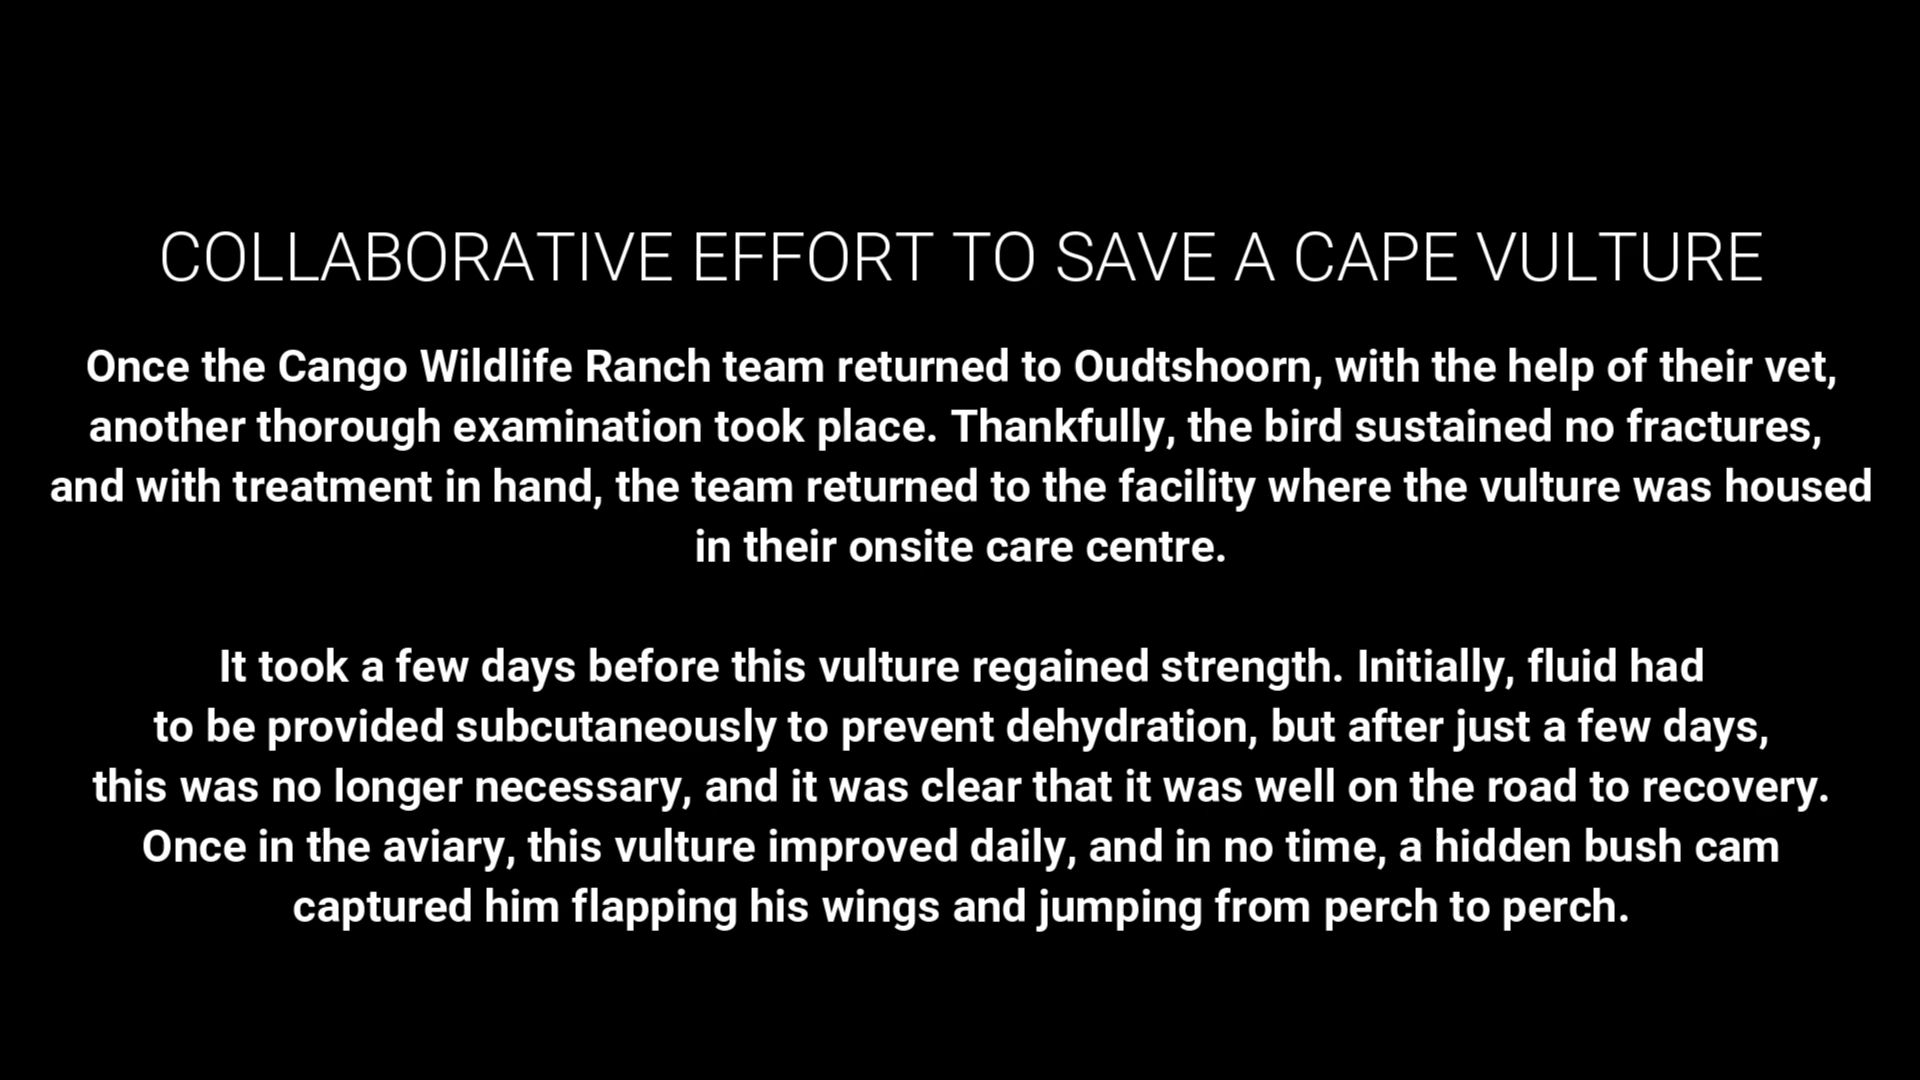 COLLABORATIVE EFFORT TO SAVE A CAPE VULTURE
Once the Cango Wildlife Ranch team returned to Oudtshoorn, with the help of their vet,
another thorough examination took place. Thankfully, the bird sustained no fractures,
and with treatment in hand, the team returned to the facility where the vulture was housed
in their onsite care centre.
It took a few days before this vulture regained strength. Initially, fluid had
to be provided subcutaneously to prevent dehydration, but after just a few days,
this was no longer necessary, and it was clear that it was well on the road to recovery.
Once in the aviary, this vulture improved daily, and in no time, a hidden bush cam
captured him flapping his wings and jumping from perch to perch.